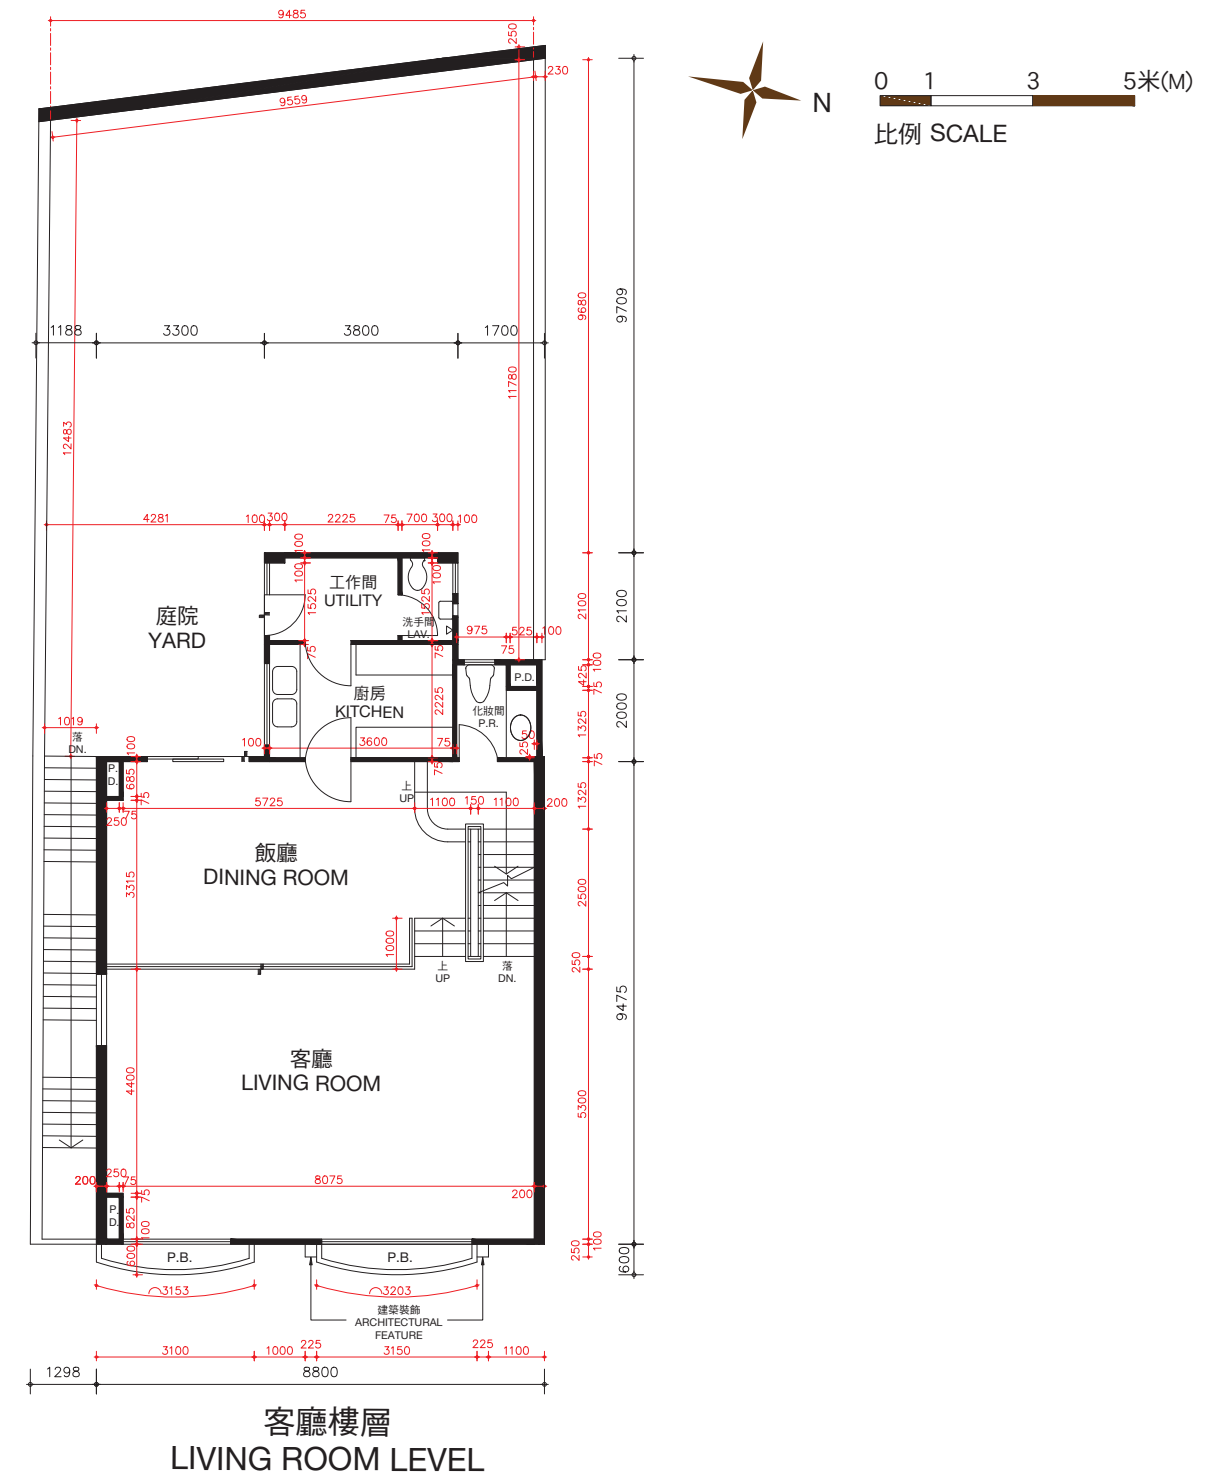 9485
250
230
9559
N
0 1 3 5米(M)
比例 SCALE
9680
9709
1188 3300 3800 1700
11780
12483
4281 100 300 2225 75 700 300 100
100 100
100 100
工作間
UTILITY
1525 1525
2100 2100
庭院
YARD
洗手間
LAV.
975 525 100
75 75 75
100
425
75
P.D.
廚房
KITCHEN
2225
化妝間
P.R.
2000
1325
1019
落
DN.
100
100 3600 75
50
25
75
75
P.
D.
685
75
上
UP
5725 1100 150 1100 200
250 75
1325
飯廳
DINING ROOM
3315
2500
1000
上
UP
落
DN.
250
9475
客廳
LIVING ROOM
4400
5300
250 75
200 8075
200
75
P.
D.
825
100
P.B. P.B.
600
250 100
600
3153 3203
建築裝飾
ARCHITECTURAL
FEATURE
3100 1000 225 3150 225 1100
1298 8800
客廳樓層
LIVING ROOM LEVEL